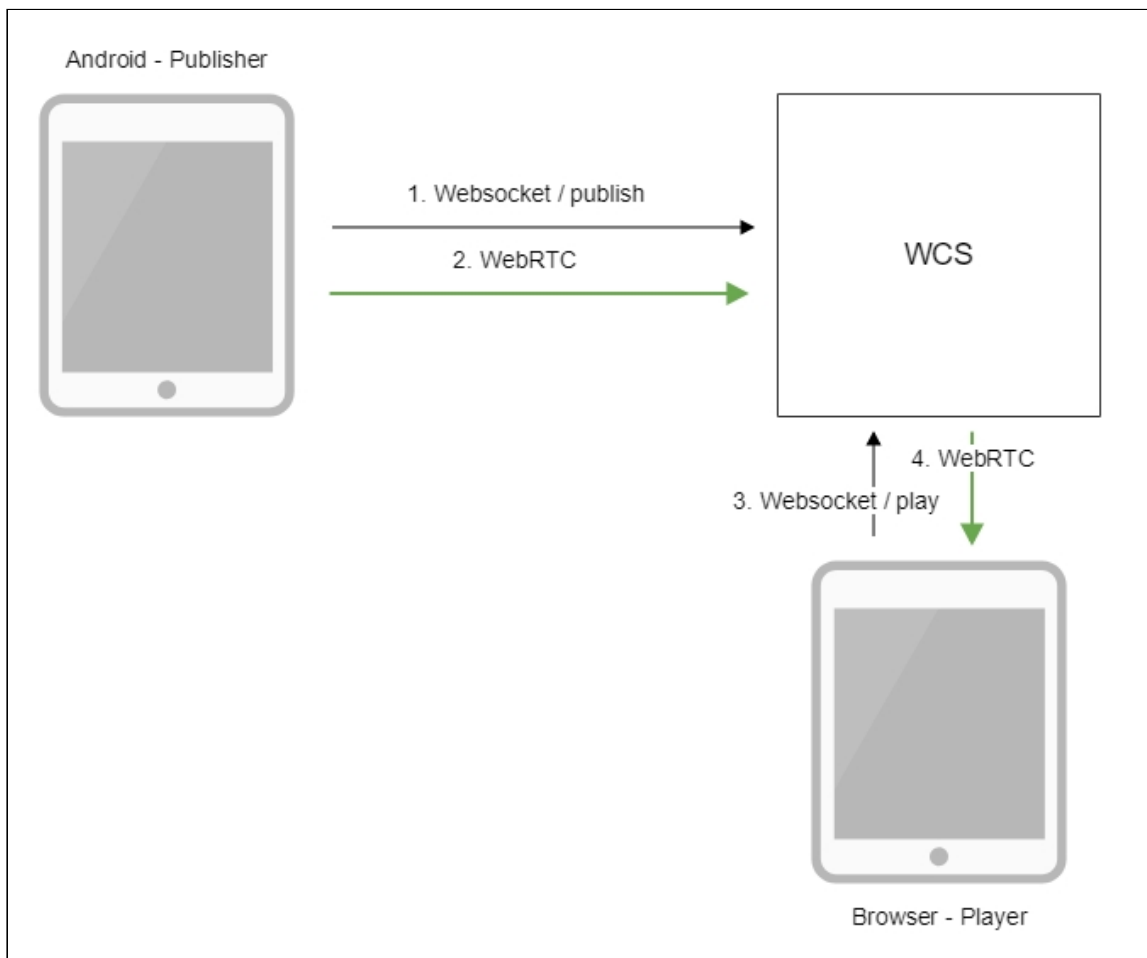 Android - Publisher
1. Websocket / publish
2. WebRTC
WCS
4. WebRTC
3. Websocket / play
Browser - Player